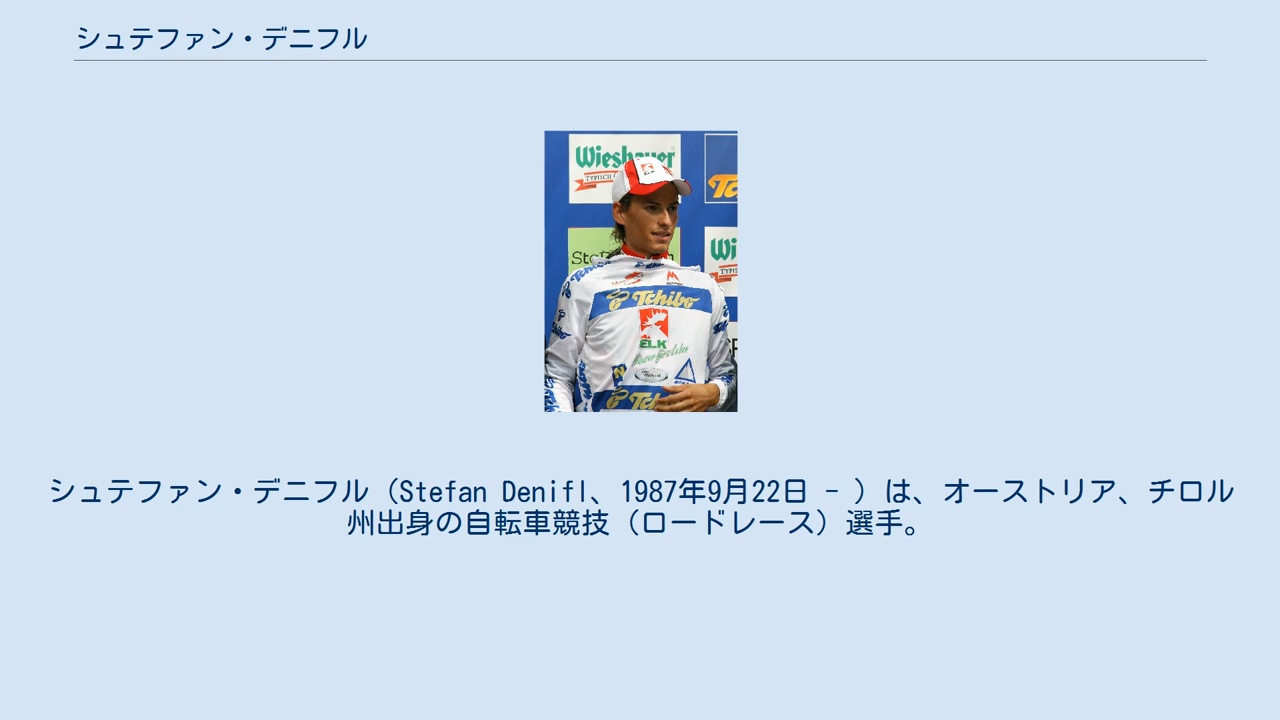 シュテファン・デニフル
Wiesbauer
TYPISCH
Tchibo
ELK
Tchibo
シュテファン・デニフル（Stefan Denifl、1987年9月22日 - ）は、オーストリア、チロル
州出身の自転車競技（ロードレース）選手。